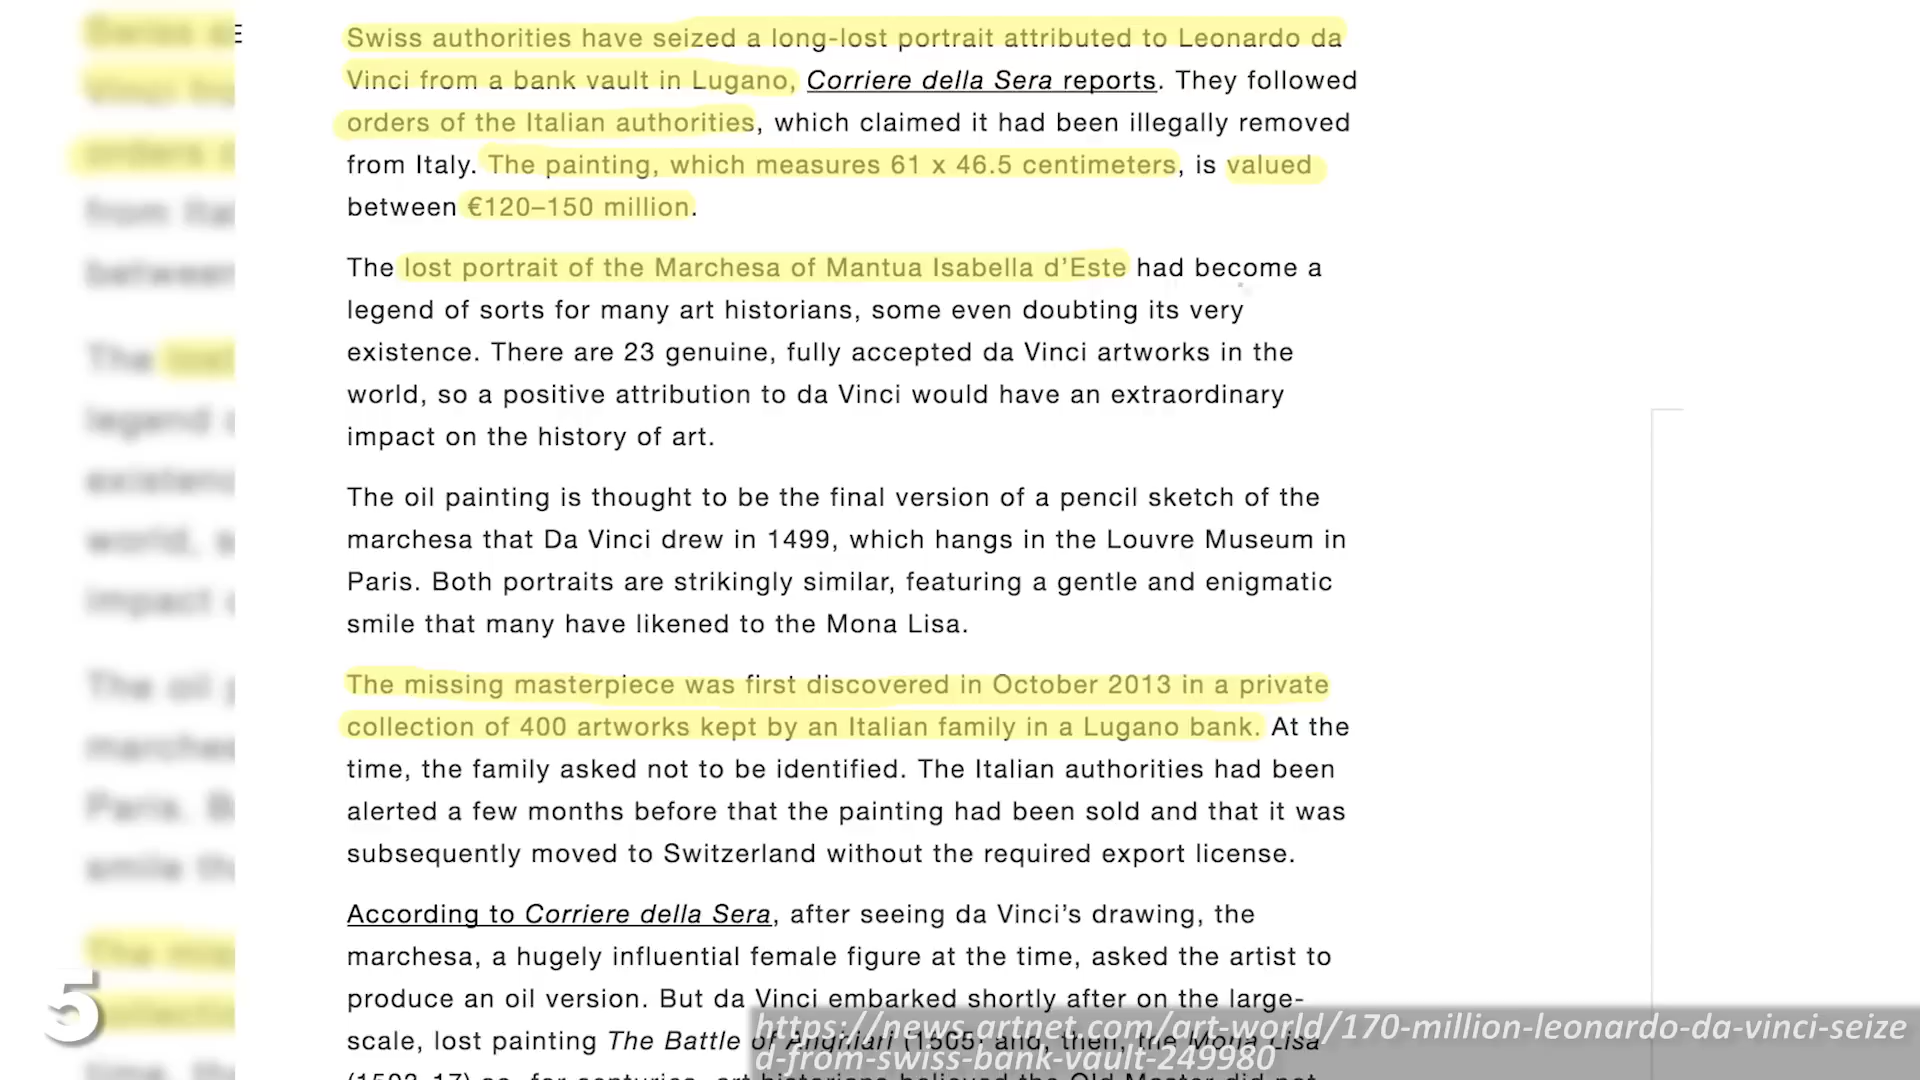 Swiss authorities have seized a long-lost portrait attributed to Leonardo da
Vinci from a bank vault in Lugano, Corriere della Sera reports. They followed
orders of the Italian authorities, which claimed it had been illegally removed
from Italy. The painting, which measures 61 x 46.5 centimeters, is valued
between €120–150 million.
The lost portrait of the Marchesa of Mantua Isabella d’Este had become a
legend of sorts for many art historians, some even doubting its very
existence. There are 23 genuine, fully accepted da Vinci artworks in the
world, so a positive attribution to da Vinci would have an extraordinary
impact on the history of art.
The oil painting is thought to be the final version of a pencil sketch of the
marchesa that Da Vinci drew in 1499, which hangs in the Louvre Museum in
Paris. Both portraits are strikingly similar, featuring a gentle and enigmatic
smile that many have likened to the Mona Lisa.
The missing masterpiece was first discovered in October 2013 in a private
collection of 400 artworks kept by an Italian family in a Lugano bank. At the
time, the family asked not to be identified. The Italian authorities had been
alerted a few months before that the painting had been sold and that it was
subsequently moved to Switzerland without the required export license.
According to Corriere della Sera, after seeing da Vinci’s drawing, the
marchesa, a hugely influential female figure at the time, asked the artist to
produce an oil version. But da Vinci embarked shortly after on the large-
scale, lost painting The Battle of Anghiari (1505) and, then, the Mona Lisa
5
https://news.artnet.com/art-world/170-million-leonardo-da-vinci-seize
d-from-swiss-bank-vault-249980